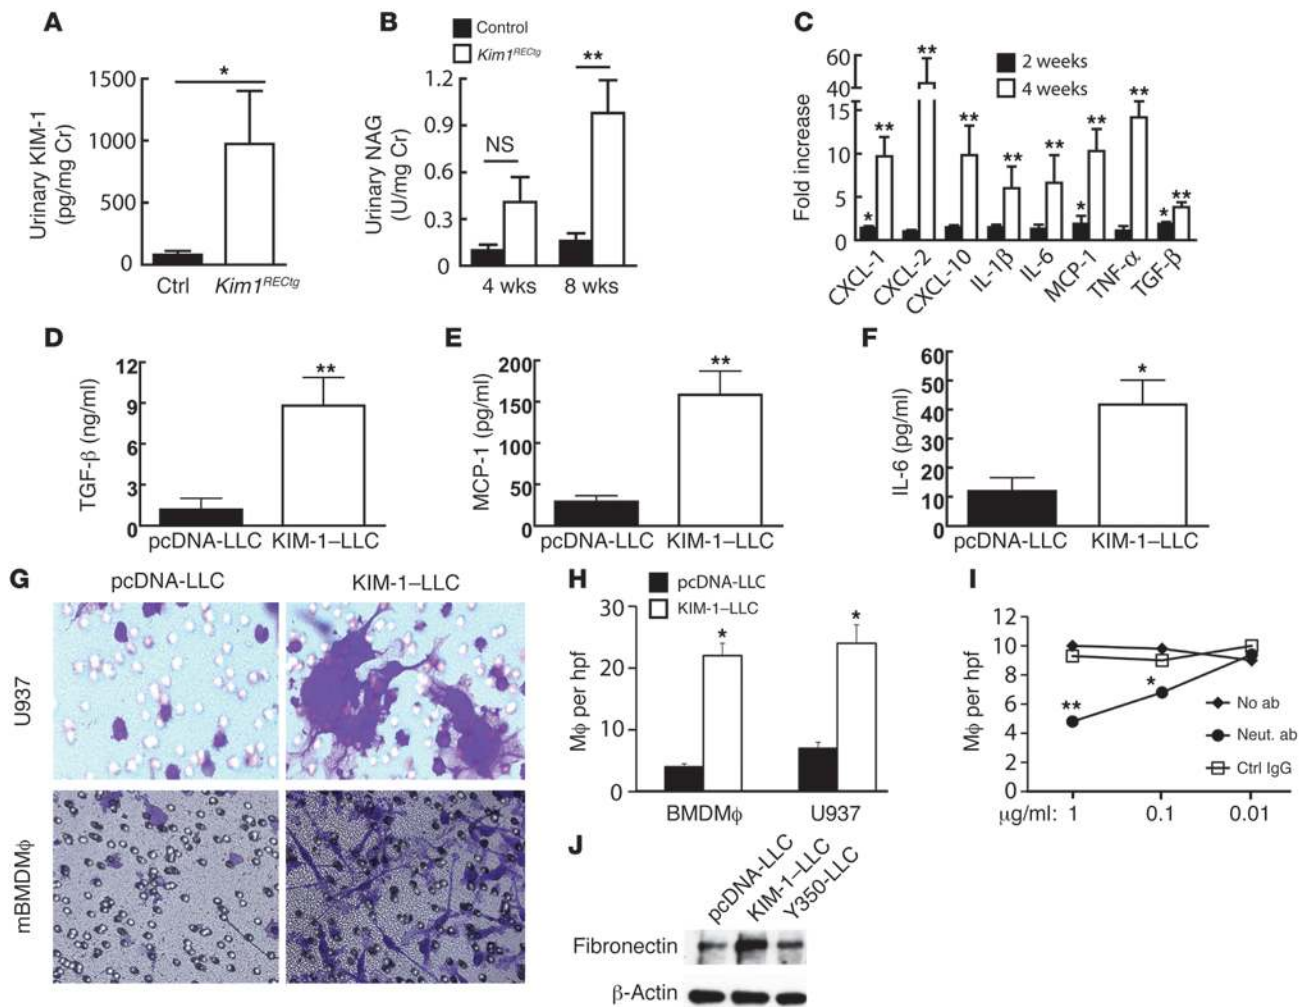 A
Urinary KIM-1
(pg/mg Cr)
1500
1000
500
0
*
Ctrl Kim1^RECtg
B
Control
Kim1^RECtg
Urinary NAG
(U/mg Cr)
1.2
0.9
0.6
0.3
0
NS
**
4 wks 8 wks
C
2 weeks
4 weeks
Fold increase
60
40
15
10
5
0
* ** ** ** ** ** * ** ** * **
CXCL-1 CXCL-2 CXCL-10 IL-1β IL-6 MCP-1 TNF-α TGF-β
D
TGF-β (ng/ml)
12
9
6
3
0
**
pcDNA-LLC KIM-1–LLC
E
MCP-1 (pg/ml)
200
150
100
50
0
**
pcDNA-LLC KIM-1–LLC
F
IL-6 (pg/ml)
60
50
40
30
20
10
0
*
pcDNA-LLC KIM-1–LLC
G
pcDNA-LLC KIM-1–LLC
U937
mBMDMϕ
H
pcDNA-LLC
KIM-1–LLC
Mϕ per hpf
30
20
10
0
* *
BMDMϕ U937
I
Mϕ per hpf
12
10
8
6
4
2
0
**
*
No ab
Neut. ab
Ctrl IgG
μg/ml: 1 0.1 0.01
J
pcDNA-LLC KIM-1–LLC Y350-LLC
Fibronectin
β-Actin